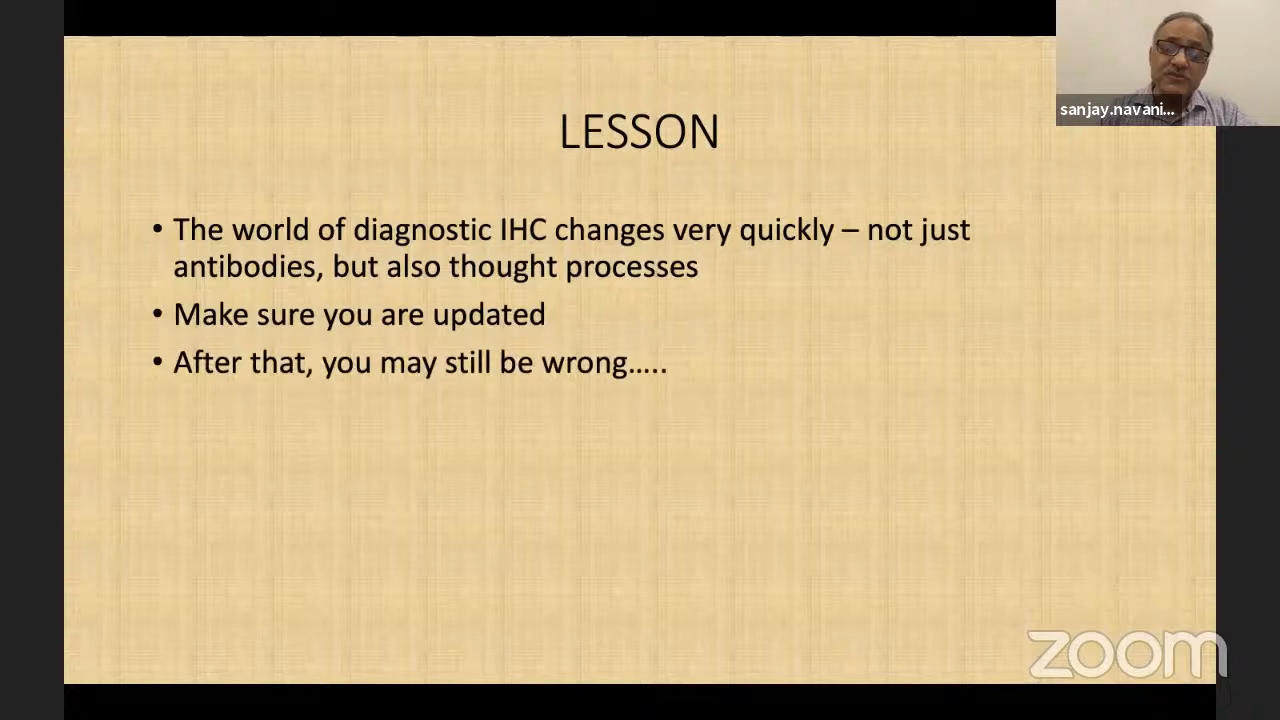 sanjay.navani...
LESSON
• The world of diagnostic IHC changes very quickly – not just
antibodies, but also thought processes
• Make sure you are updated
• After that, you may still be wrong…..
zoom